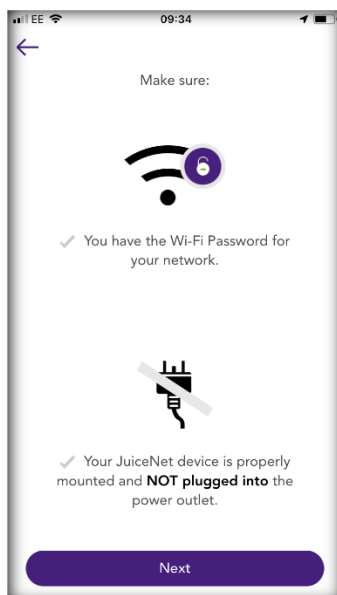 EE 09:34
Make sure:
You have the Wi-Fi Password for
your network.
Your JuiceNet device is properly
mounted and NOT plugged into the
power outlet.
Next